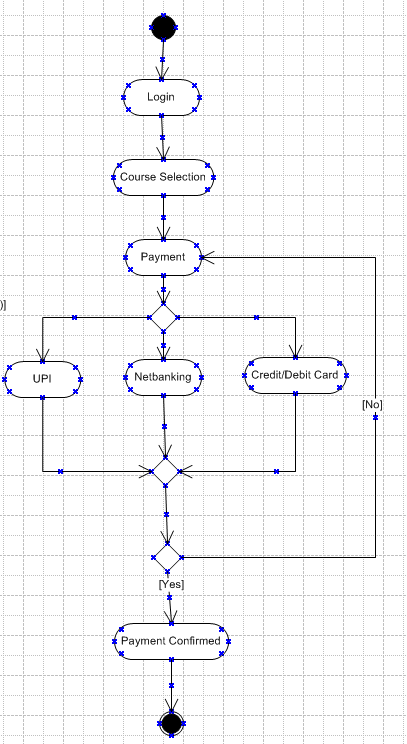 Login
Course Selection
Payment
)]
UPI
Netbanking
Credit/Debit Card
[No]
[Yes]
Payment Confirmed